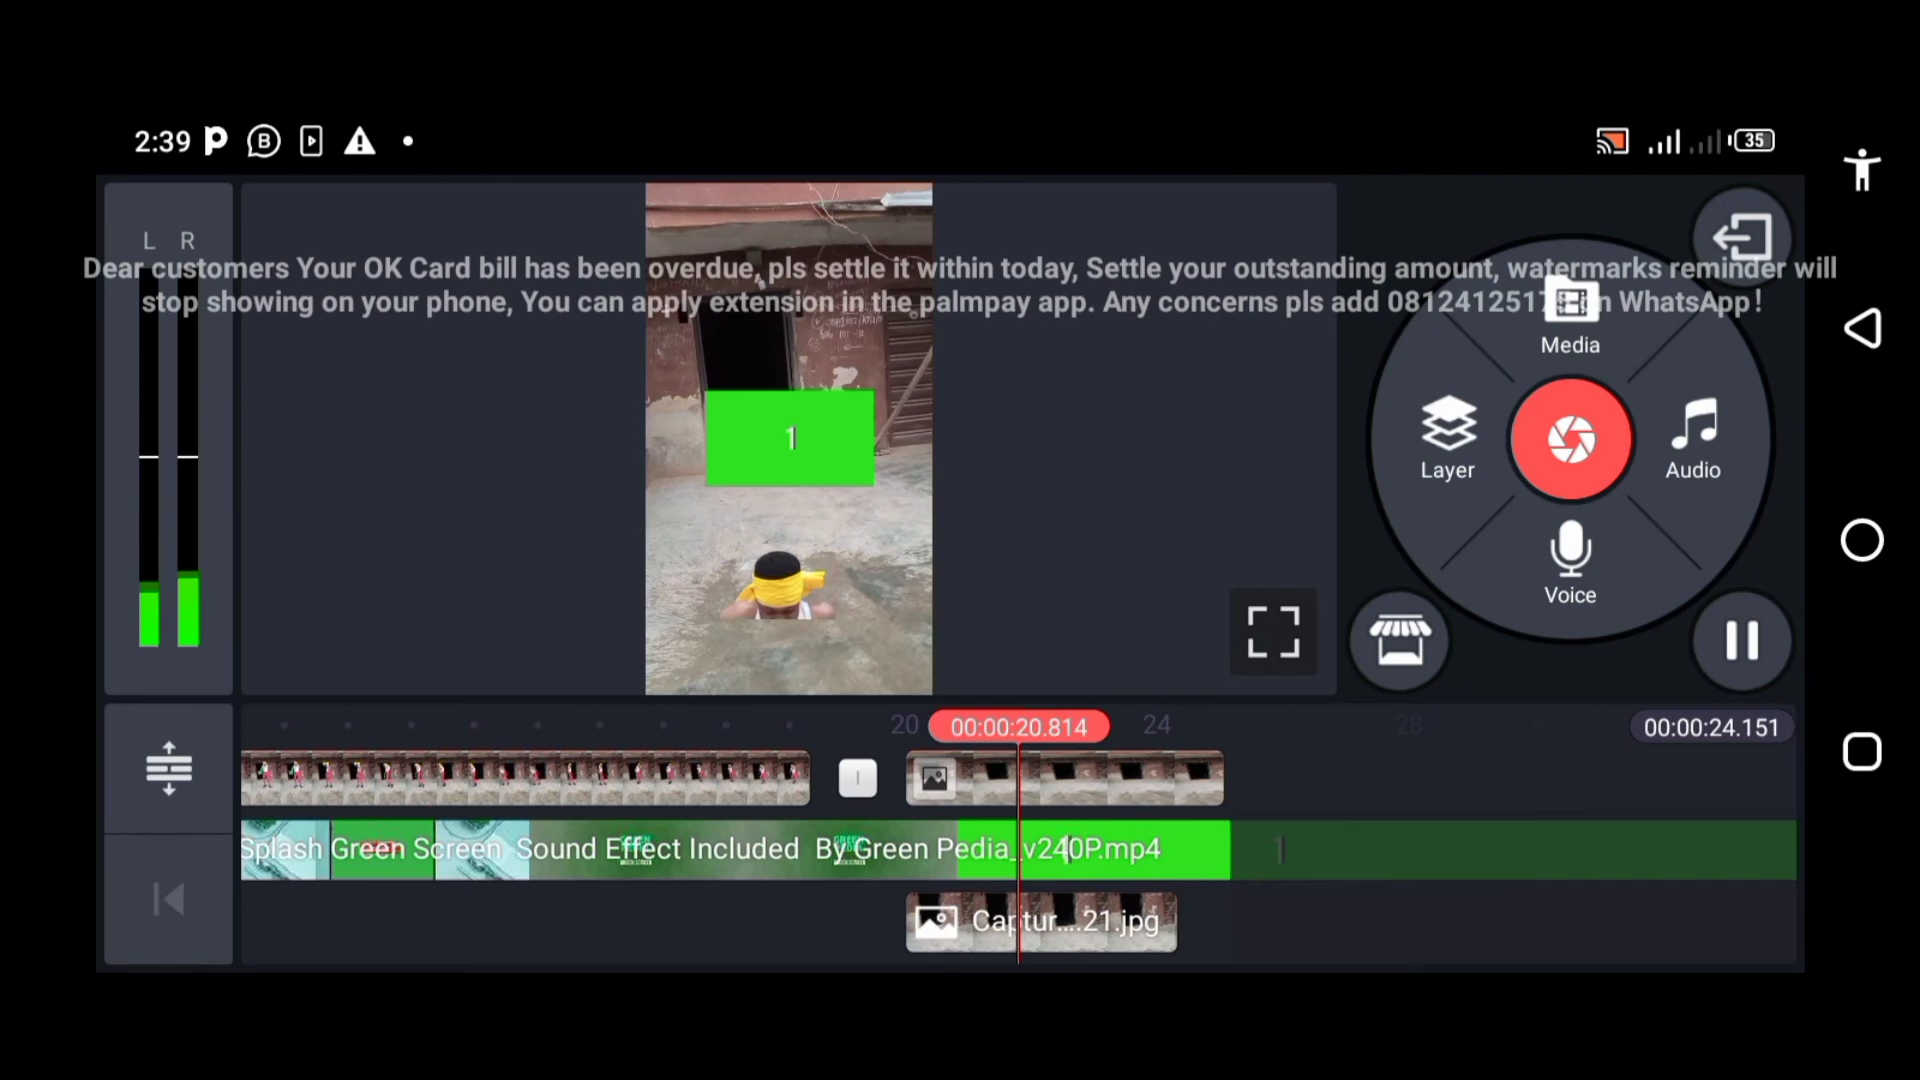 2:39
35
L R
Dear customers Your OK Card bill has been overdue, pls settle it within today, Settle your outstanding amount, watermarks reminder will
stop showing on your phone, You can apply extension in the palmpay app. Any concerns pls add WhatsApp!
Media
1
Layer
Audio
Voice
20
00:00:20.814
24
28
00:00:24.151
Splash Green Screen Sound Effect Included By Green Pedia_v240P.mp4
1
Captur....21.jpg